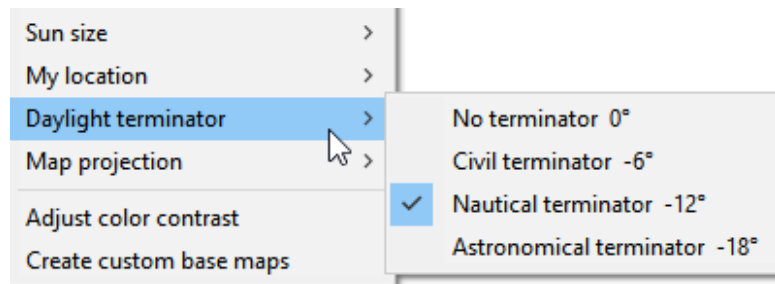 Sun size
My location
Daylight terminator
Map projection
Adjust color contrast
Create custom base maps
No terminator 0°
Civil terminator -6°
Nautical terminator -12°
Astronomical terminator -18°